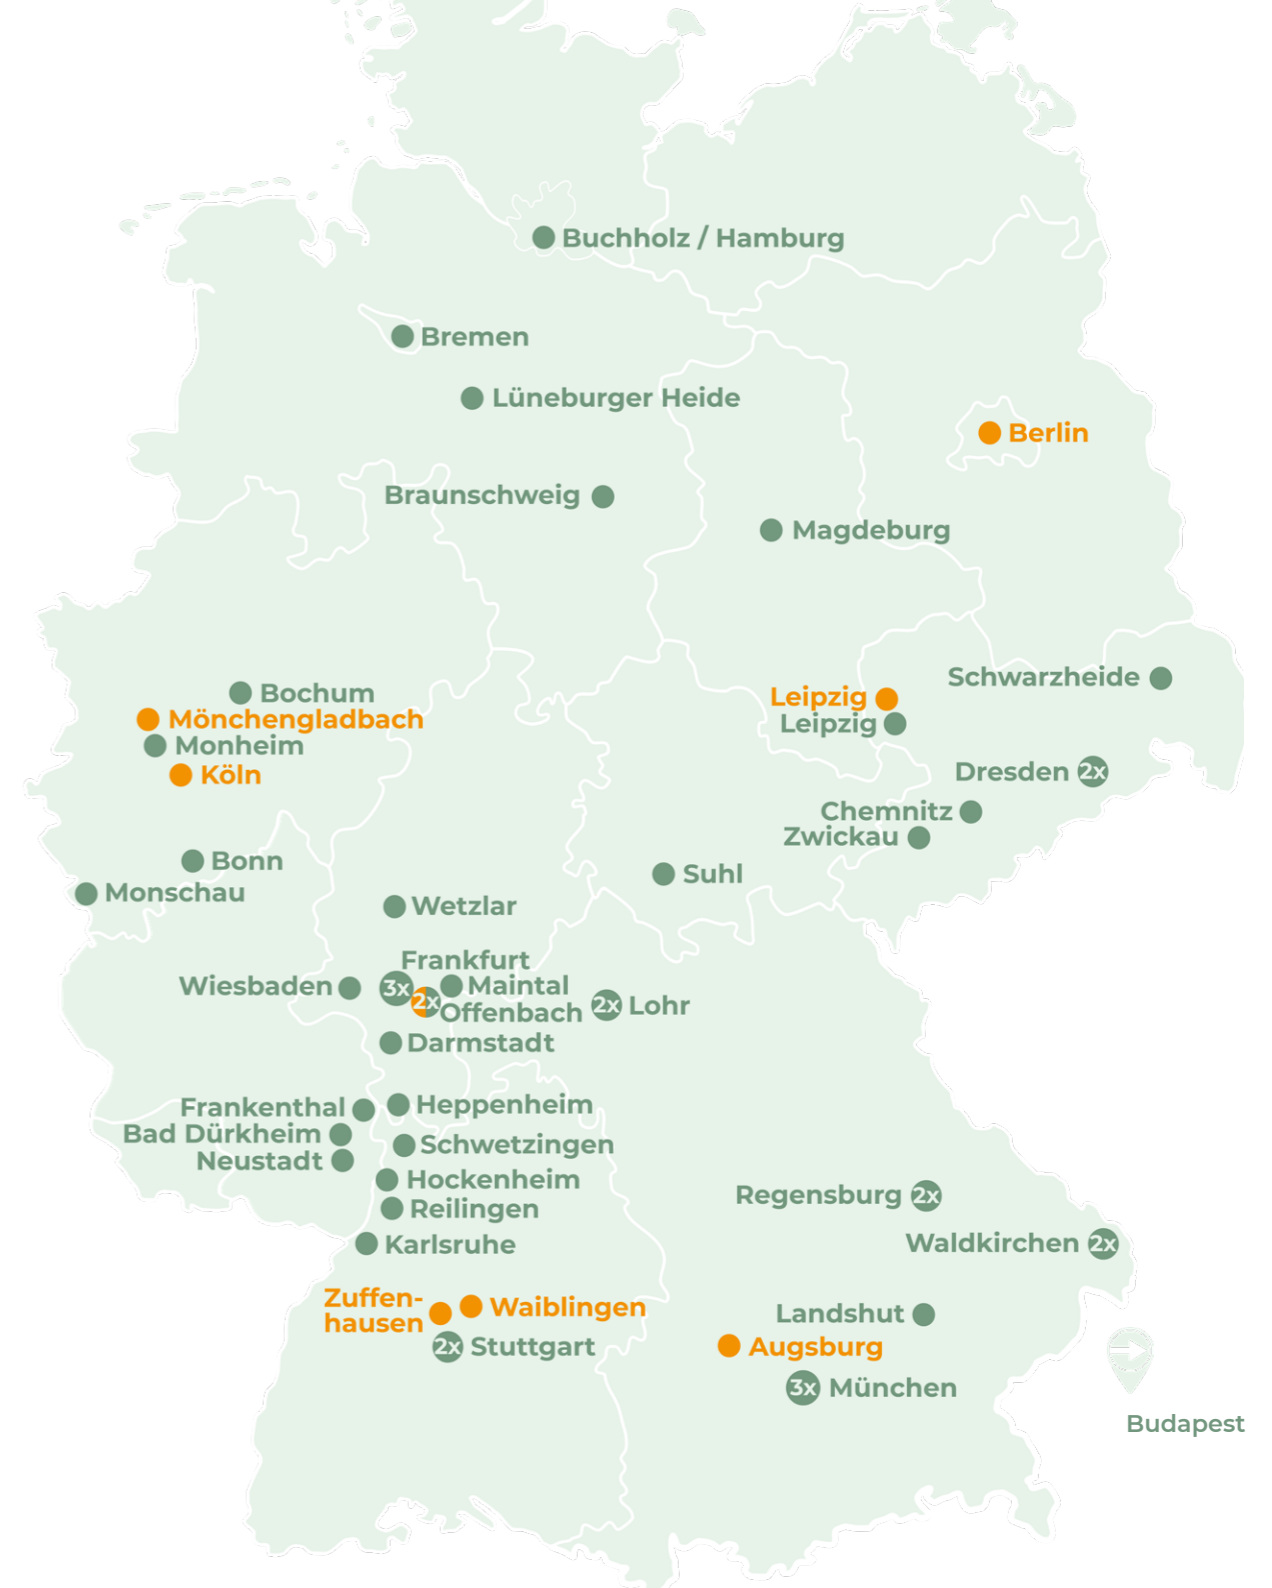 Buchholz / Hamburg
Bremen
Lüneburger Heide
Berlin
Braunschweig
Magdeburg
Schwarzheide
Bochum
Leipzig
Mönchengladbach
Leipzig
Monheim
Köln
Dresden 2x
Chemnitz
Zwickau
Bonn
Suhl
Monschau
Wetzlar
Frankfurt
Wiesbaden
3x
Maintal
2x
Offenbach
2x Lohr
Darmstadt
Frankenthal
Heppenheim
Bad Dürkheim
Schwetzingen
Neustadt
Hockenheim
Regensburg 2x
Reilingen
Waldkirchen 2x
Karlsruhe
Zuffen-
hausen
Waiblingen
Landshut
2x Stuttgart
Augsburg
3x München
Budapest